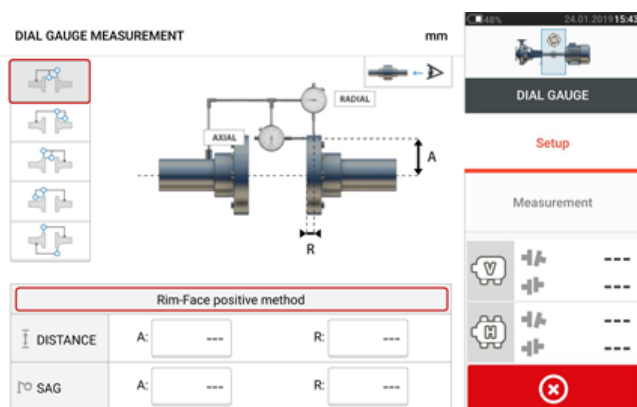 48%
24.01.2019 15:43
DIAL GAUGE MEASUREMENT
mm
RADIAL
AXIAL
A
R
Rim-Face positive method
DISTANCE
A:
---
R:
---
SAG
A:
---
R:
---
DIAL GAUGE
Setup
Measurement
V
---
---
H
---
---